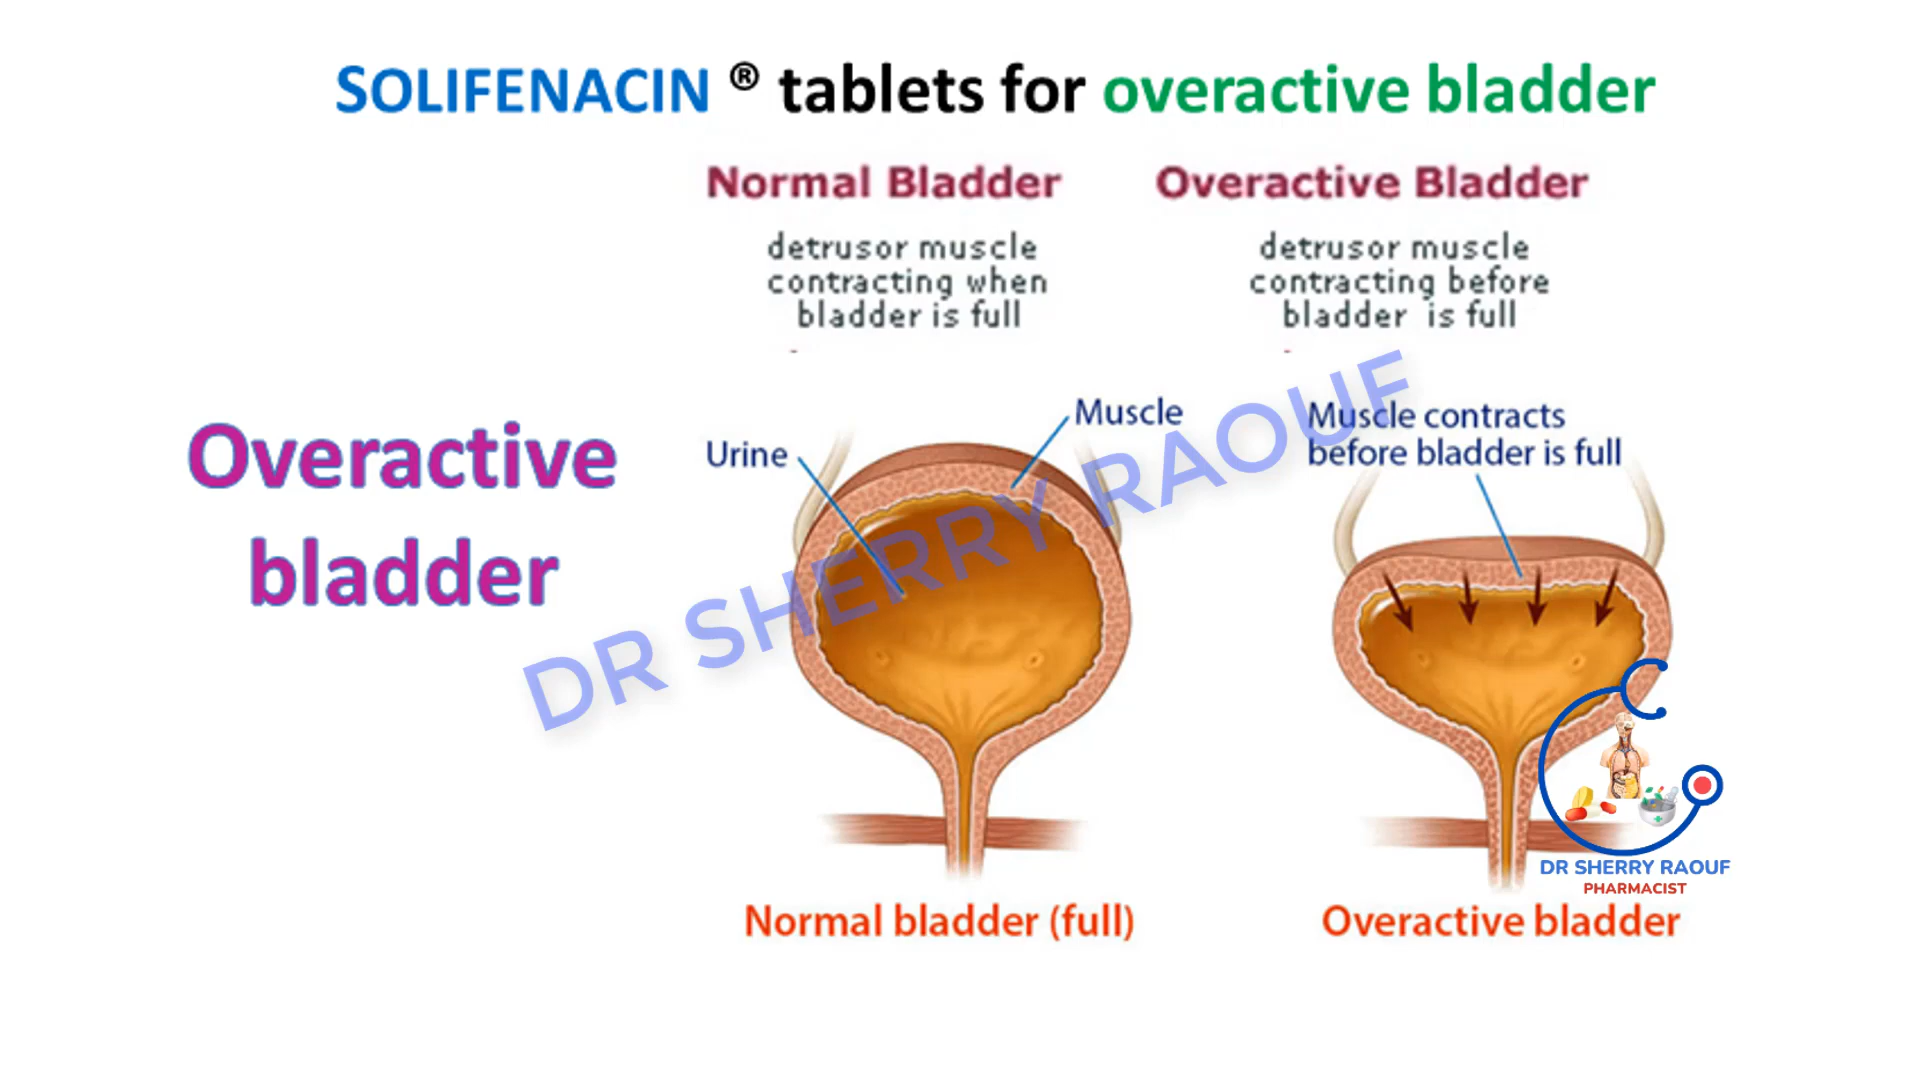 SOLIFENACIN ® tablets for overactive bladder
Normal Bladder
detrusor muscle
contracting when
bladder is full
Overactive Bladder
detrusor muscle
contracting before
bladder is full
Overactive
bladder
Urine
Muscle
Muscle contracts
before bladder is full
DR SHERRY RAOUF
DR SHERRY RAOUF
PHARMACIST
Normal bladder (full)
Overactive bladder